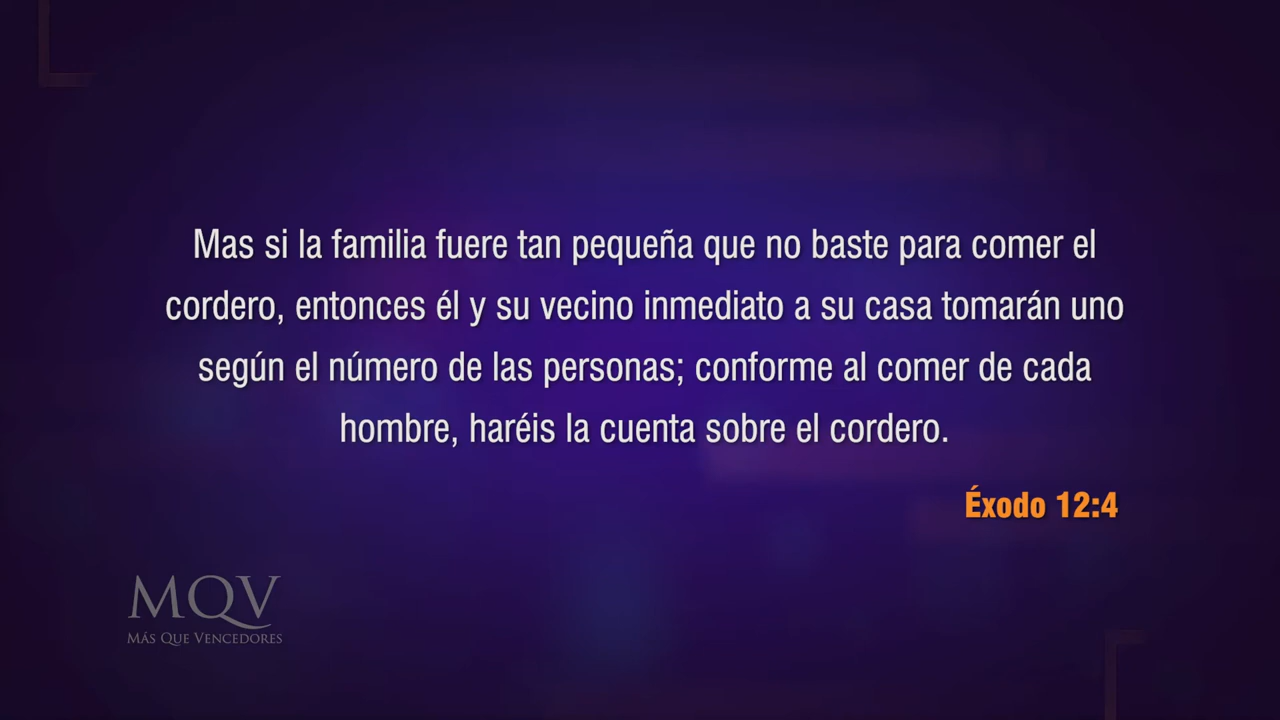 Mas si la familia fuere tan pequeña que no baste para comer el
cordero, entonces él y su vecino inmediato a su casa tomarán uno
según el número de las personas; conforme al comer de cada
hombre, haréis la cuenta sobre el cordero.
Éxodo 12:4
MQV
MÁS QUE VENCEDORES